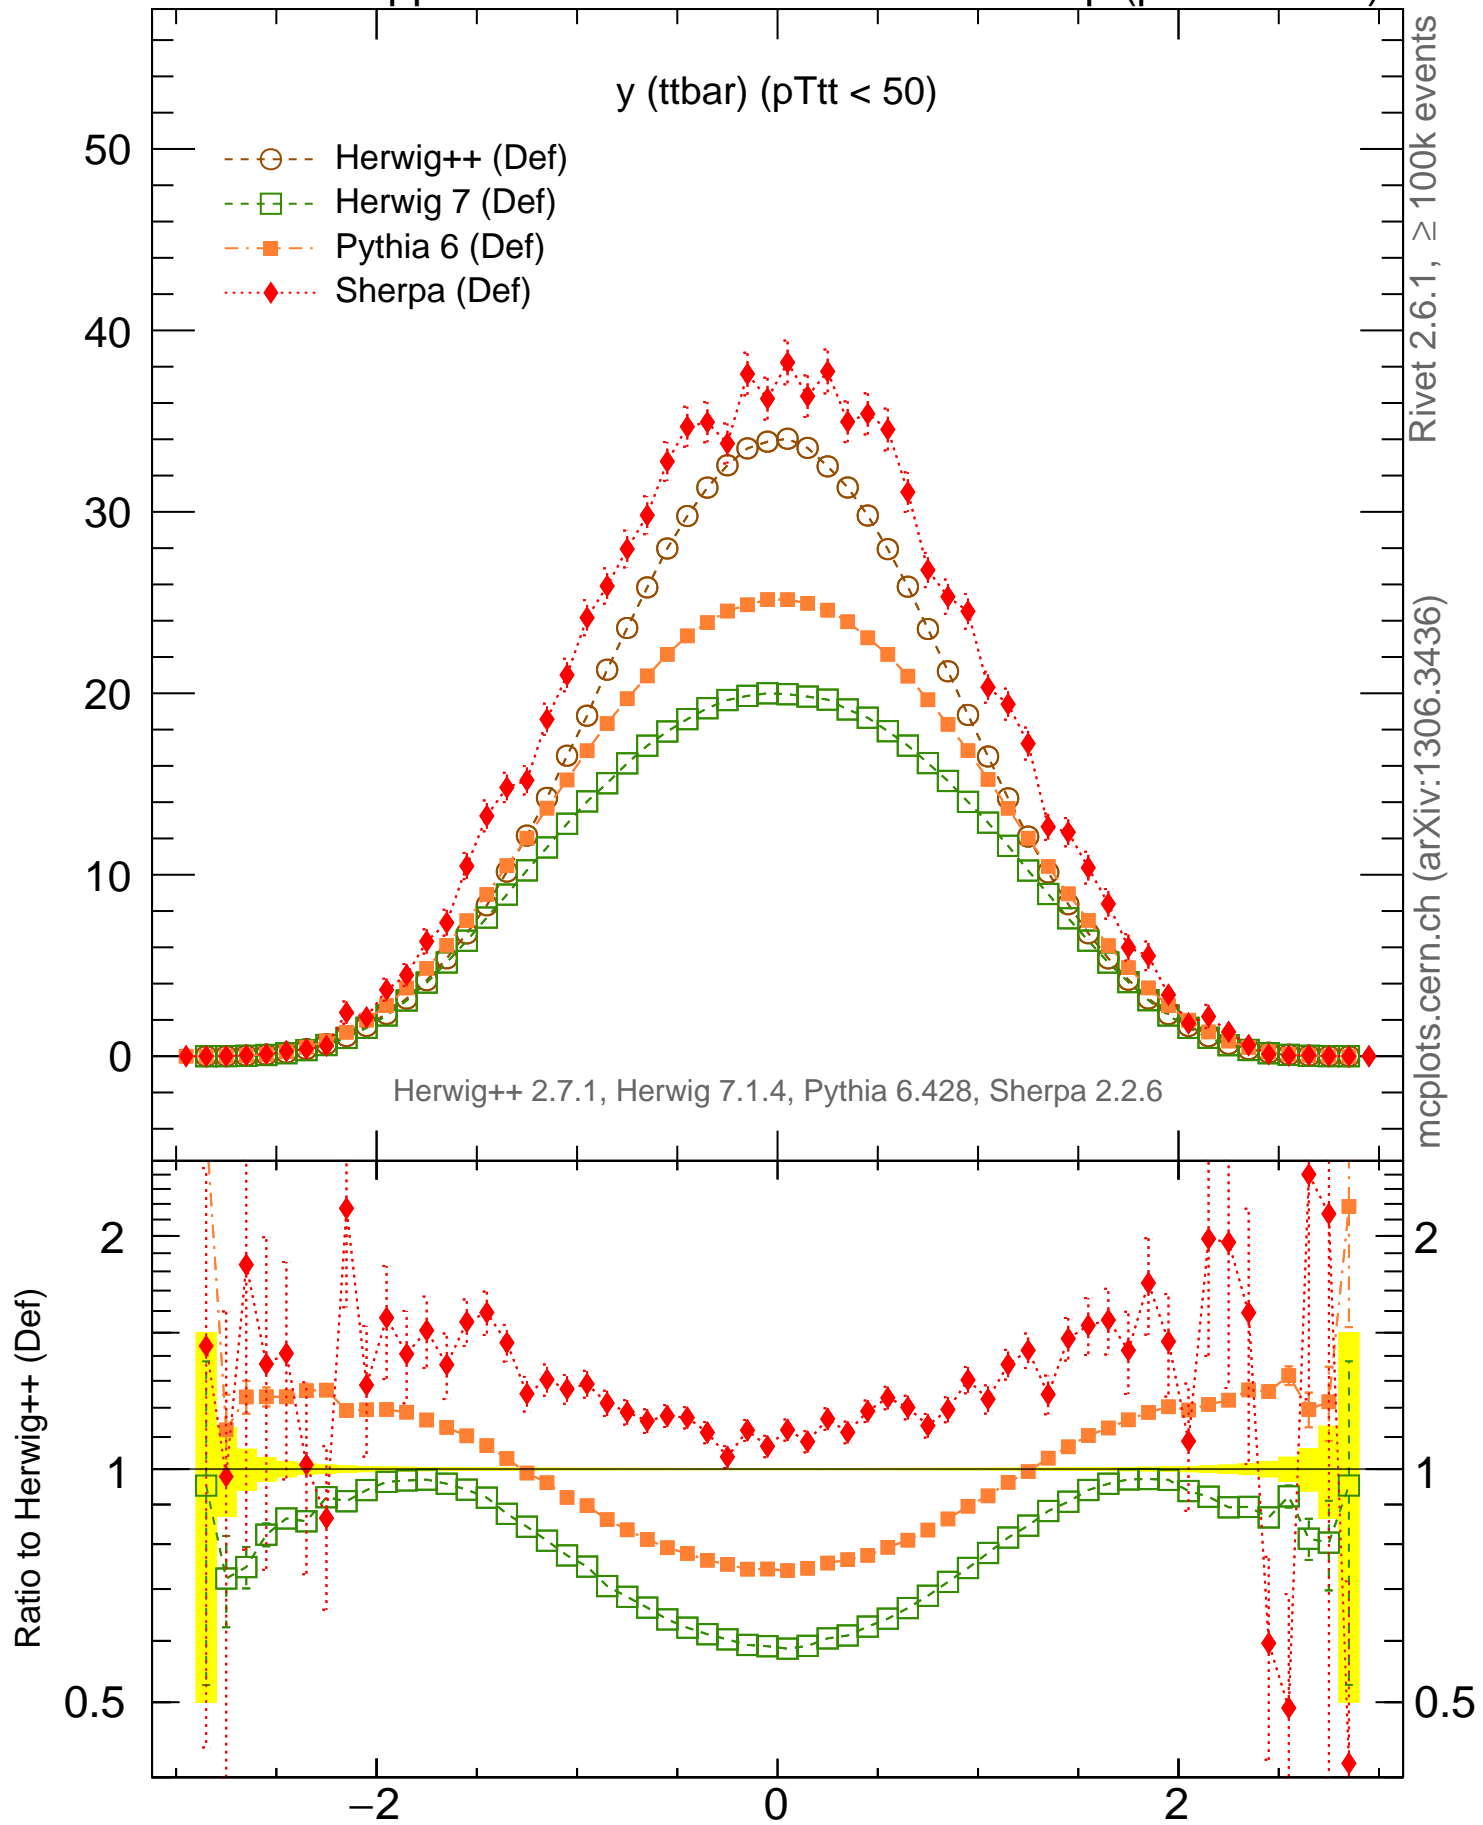 y (ttbar) (pTtt < 50)
Herwig++ (Def)
Herwig 7 (Def)
Pythia 6 (Def)
Sherpa (Def)
50
40
30
20
10
0
Herwig++ 2.7.1, Herwig 7.1.4, Pythia 6.428, Sherpa 2.2.6
Rivet 2.6.1, ≥ 100k events
mcplots.cern.ch (arXiv:1306.3436)
Ratio to Herwig++ (Def)
2 2
1 1
0.5 0.5
−2 0 2